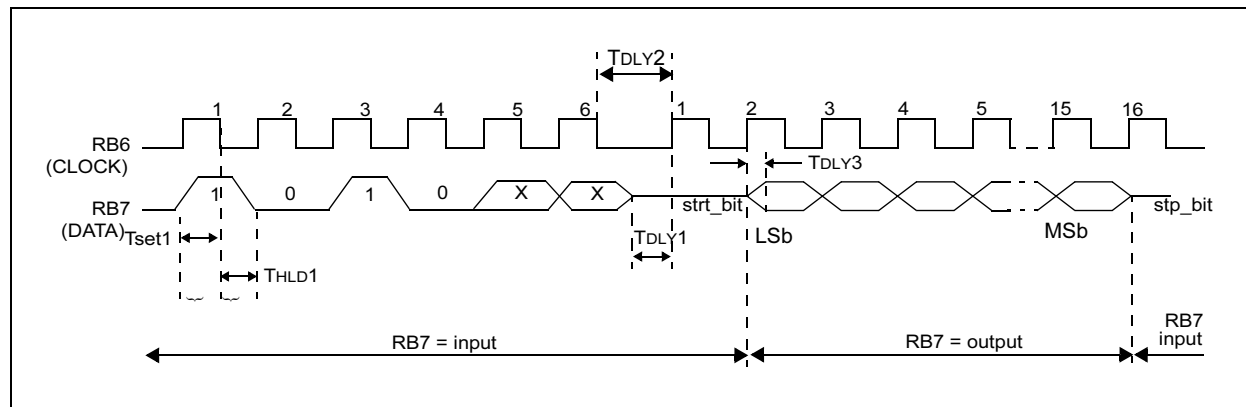 TDLY2
1 2 3 4 5 6 1 2 3 4 5 15 16
RB6
(CLOCK)
TDLY3
1 0 1 0 X X
RB7
(DATA)
strt_bit
stp_bit
Tset1
TDLY1
LSb
MSb
THLD1
RB7 = input
RB7 = output
RB7
input